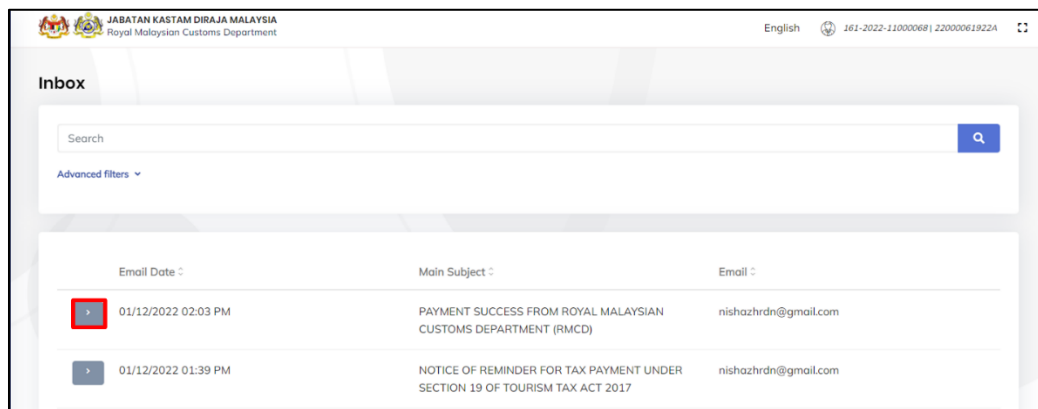 JABATAN KASTAM DIRAJA MALAYSIA
Royal Malaysian Customs Department
English
161-2022-11000068 | 22000061922A
Inbox
Search
Advanced filters
Email Date
Main Subject
Email
01/12/2022 02:03 PM
PAYMENT SUCCESS FROM ROYAL MALAYSIAN
CUSTOMS DEPARTMENT (RMCD)
nishazhrdn@gmail.com
01/12/2022 01:39 PM
NOTICE OF REMINDER FOR TAX PAYMENT UNDER
SECTION 19 OF TOURISM TAX ACT 2017
nishazhrdn@gmail.com